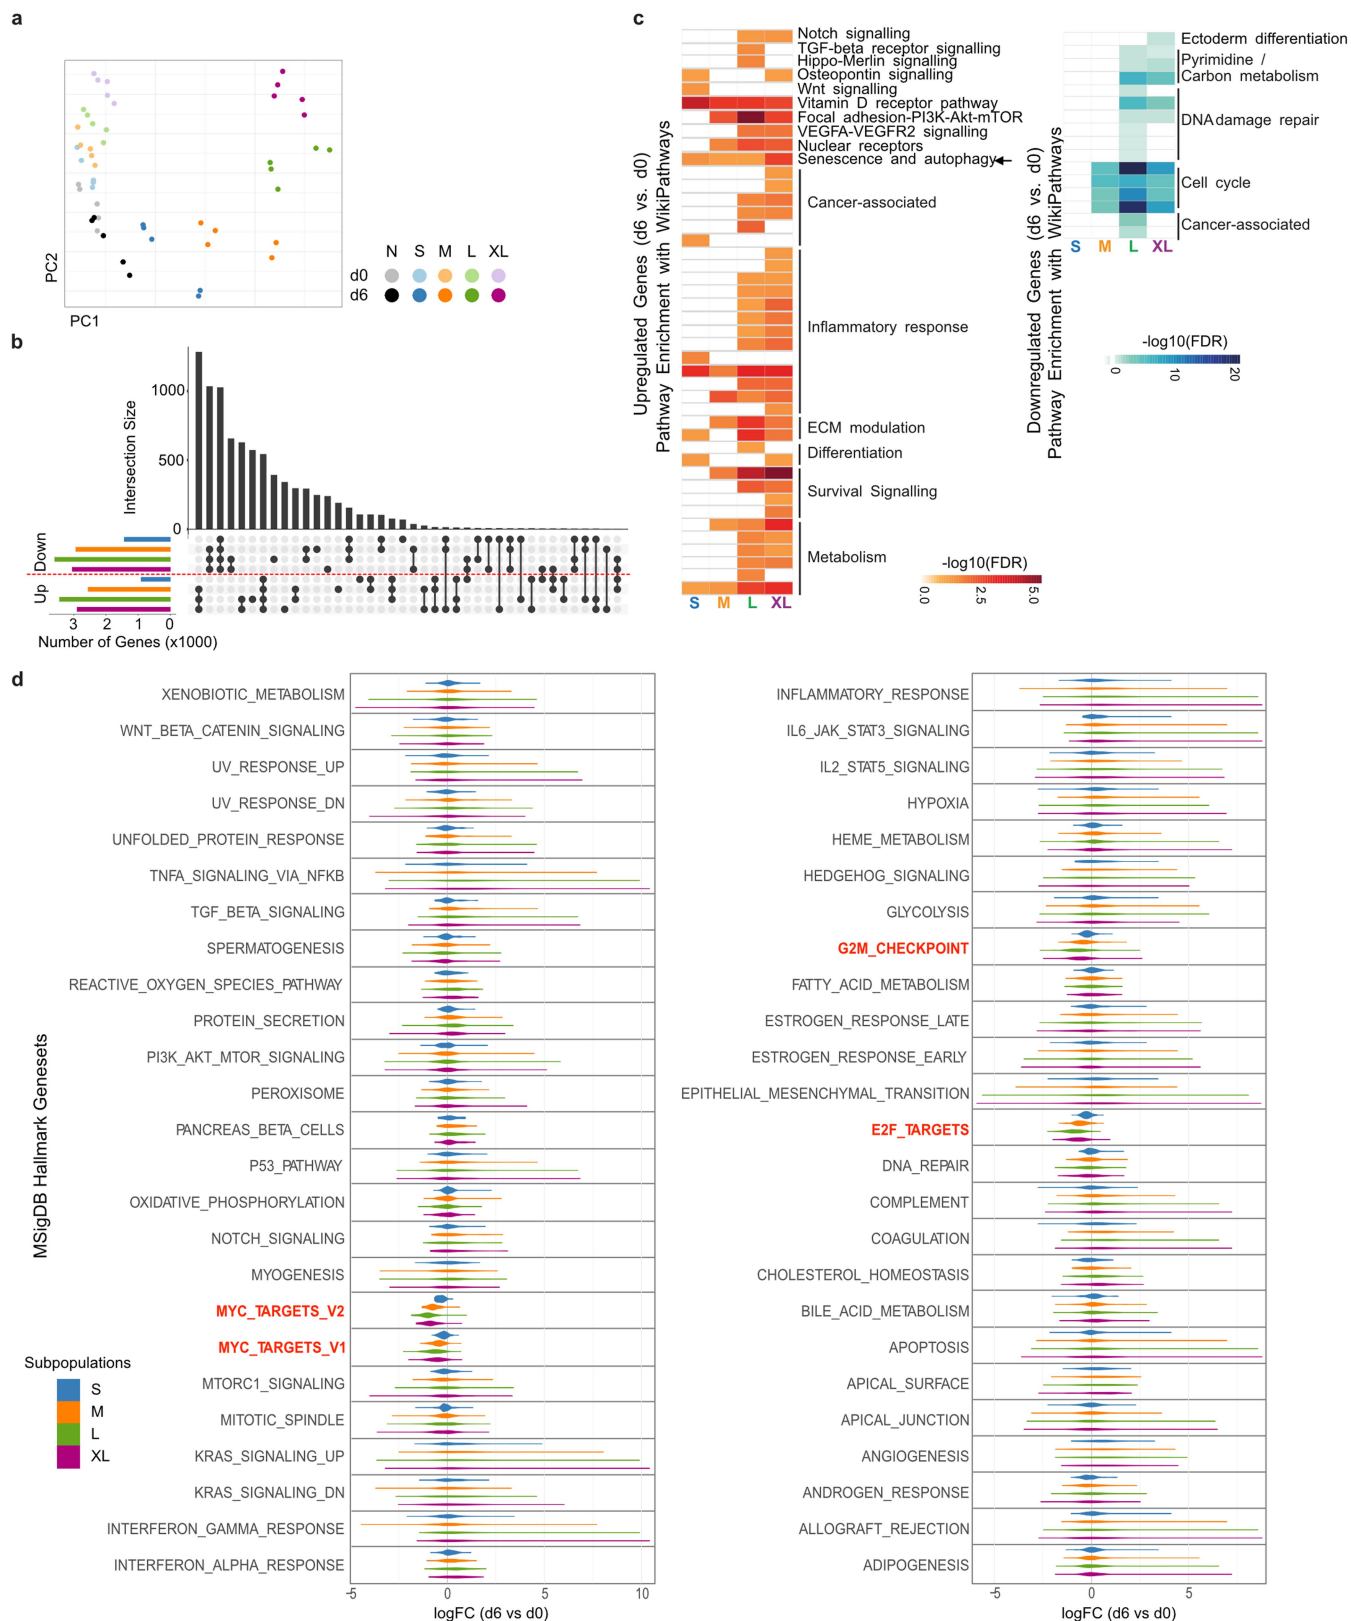 a
PC2
PC1
N S M L XL
d0
d6
b
Intersection Size
1000
500
0
Down
Up
3 2 1 0
Number of Genes (x1000)
c
Upregulated Genes (d6 vs. d0)
Pathway Enrichment with WikiPathways
Notch signalling
TGF-beta receptor signalling
Hippo-Merlin signalling
Osteopontin signalling
Wnt signalling
Vitamin D receptor pathway
Focal adhesion-PI3K-Akt-mTOR
VEGFA-VEGFR2 signalling
Nuclear receptors
Senescence and autophagy
Cancer-associated
Inflammatory response
ECM modulation
Differentiation
Survival Signalling
Metabolism
S M L XL
-log10(FDR)
0.0 2.5 5.0
Downregulated Genes (d6 vs. d0)
Pathway Enrichment with WikiPathways
Ectoderm differentiation
Pyrimidine /
Carbon metabolism
DNA damage repair
Cell cycle
Cancer-associated
S M L XL
-log10(FDR)
0 10 20
d
MSigDB Hallmark Genesets
XENOBIOTIC_METABOLISM
WNT_BETA_CATENIN_SIGNALING
UV_RESPONSE_UP
UV_RESPONSE_DN
UNFOLDED_PROTEIN_RESPONSE
TNFA_SIGNALING_VIA_NFKB
TGF_BETA_SIGNALING
SPERMATOGENESIS
REACTIVE_OXYGEN_SPECIES_PATHWAY
PROTEIN_SECRETION
PI3K_AKT_MTOR_SIGNALING
PEROXISOME
PANCREAS_BETA_CELLS
P53_PATHWAY
OXIDATIVE_PHOSPHORYLATION
NOTCH_SIGNALING
MYOGENESIS
MYC_TARGETS_V2
MYC_TARGETS_V1
MTORC1_SIGNALING
MITOTIC_SPINDLE
KRAS_SIGNALING_UP
KRAS_SIGNALING_DN
INTERFERON_GAMMA_RESPONSE
INTERFERON_ALPHA_RESPONSE
-5 0 5 10
logFC (d6 vs d0)
Subpopulations
S
M
L
XL
INFLAMMATORY_RESPONSE
IL6_JAK_STAT3_SIGNALING
IL2_STAT5_SIGNALING
HYPOXIA
HEME_METABOLISM
HEDGEHOG_SIGNALING
GLYCOLYSIS
G2M_CHECKPOINT
FATTY_ACID_METABOLISM
ESTROGEN_RESPONSE_LATE
ESTROGEN_RESPONSE_EARLY
EPITHELIAL_MESENCHYMAL_TRANSITION
E2F_TARGETS
DNA_REPAIR
COMPLEMENT
COAGULATION
CHOLESTEROL_HOMEOSTASIS
BILE_ACID_METABOLISM
APOPTOSIS
APICAL_SURFACE
APICAL_JUNCTION
ANGIOGENESIS
ANDROGEN_RESPONSE
ALLOGRAFT_REJECTION
ADIPOGENESIS
-5 0 5
logFC (d6 vs d0)